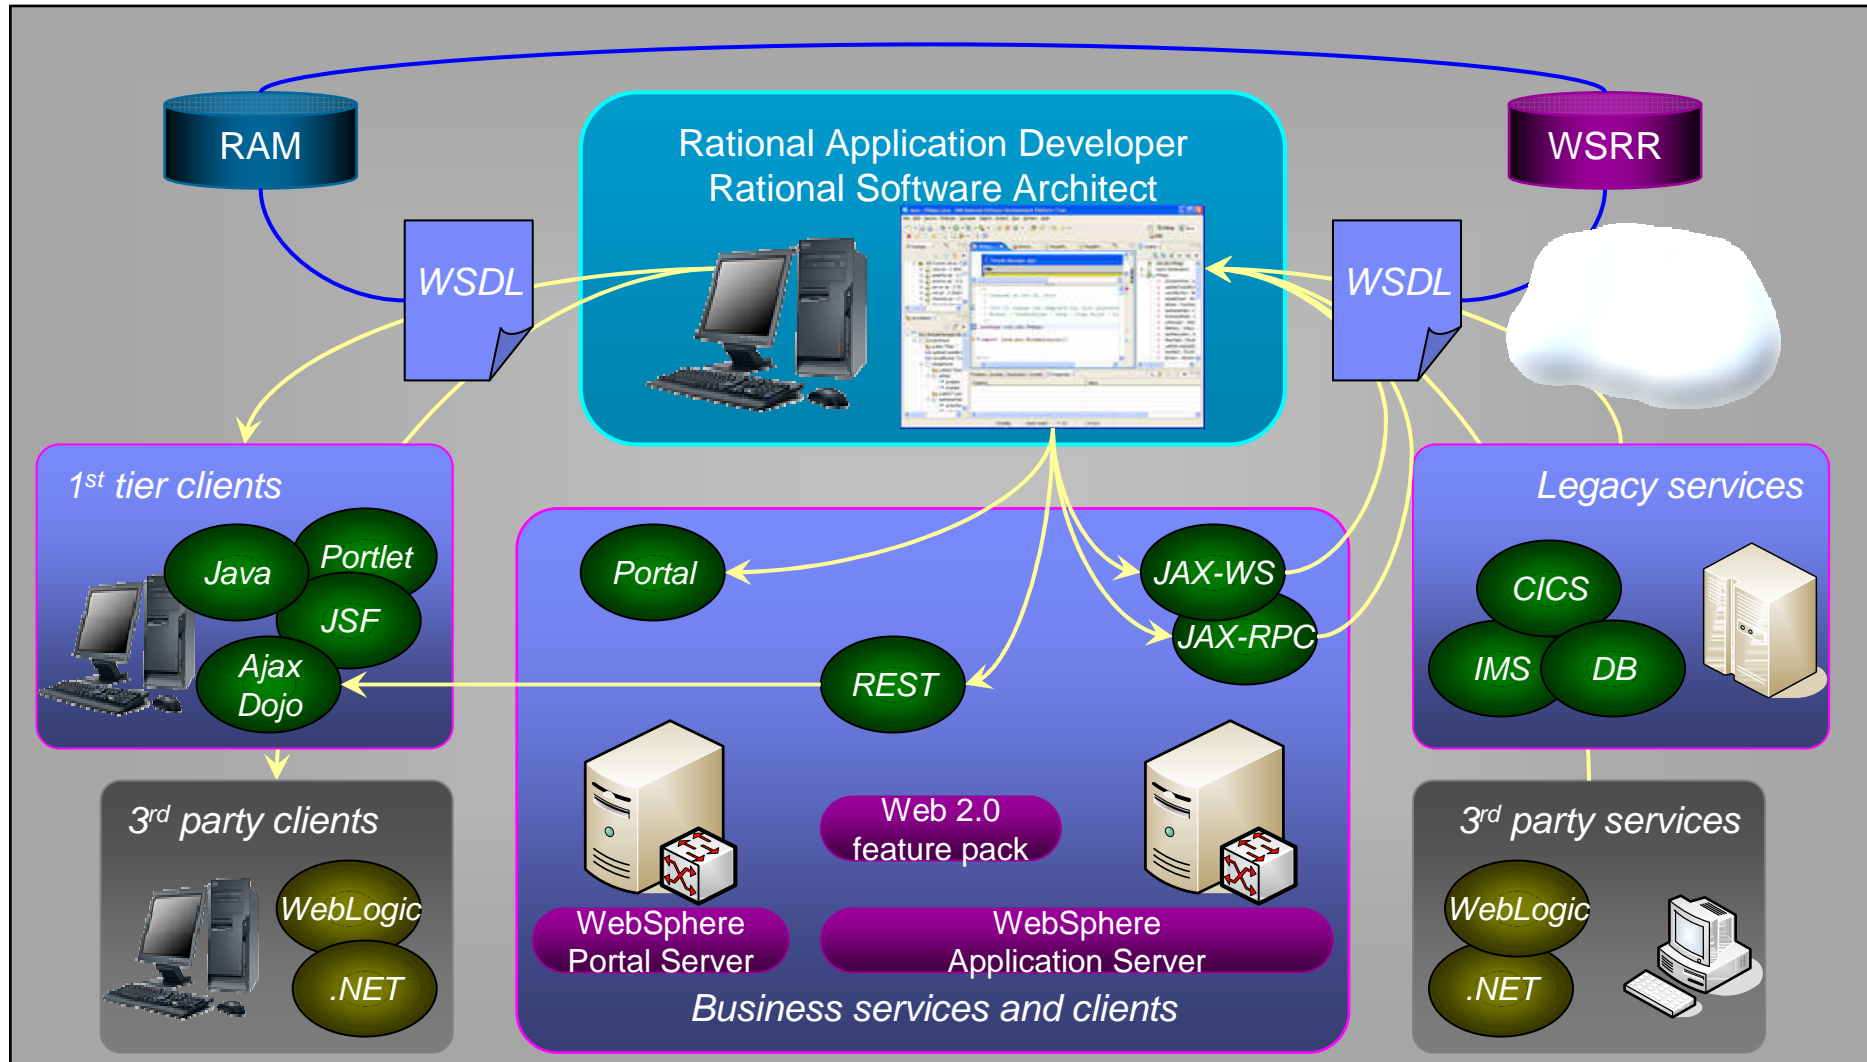 RAM
WSRR
Rational Application Developer
Rational Software Architect
WSDL
WSDL
1st tier clients
Java
Portlet
JSF
Ajax
Dojo
Portal
JAX-WS
JAX-RPC
REST
Legacy services
CICS
IMS
DB
3rd party clients
WebLogic
.NET
Web 2.0
feature pack
WebSphere
Portal Server
WebSphere
Application Server
Business services and clients
3rd party services
WebLogic
.NET